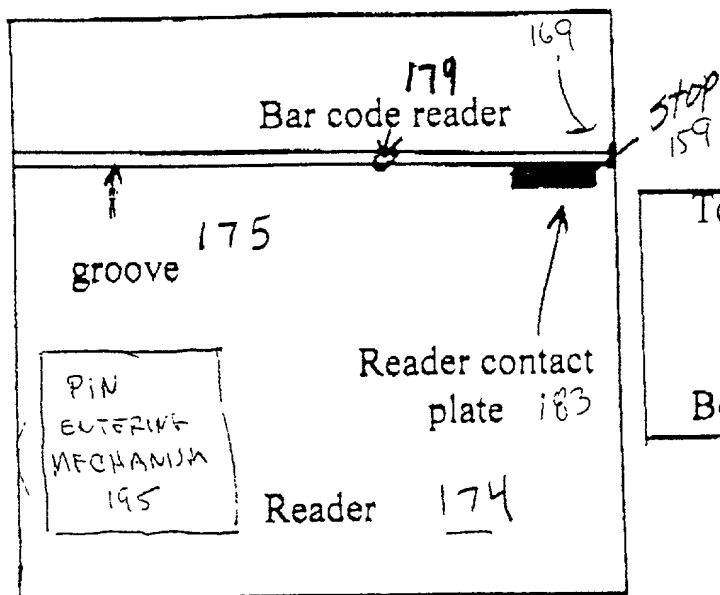 169
179
Bar code reader
stop
159
175
groove
To
Reader contact
plate 183
PIN
ENTERING
MECHANISM
195
Reader 174